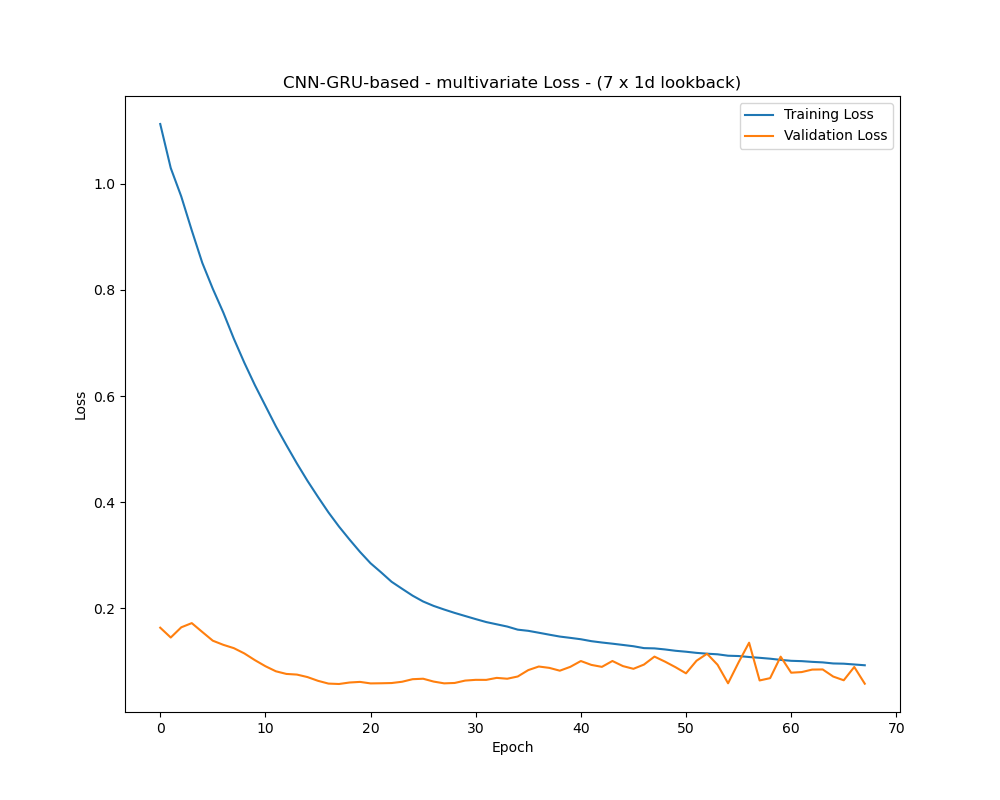 CNN-GRU-based - multivariate Loss - (7 x 1d lookback)
Training Loss
Validation Loss
1.0
0.8
0.6
0.4
0.2
Loss
0 10 20 30 40 50 60 70
Epoch